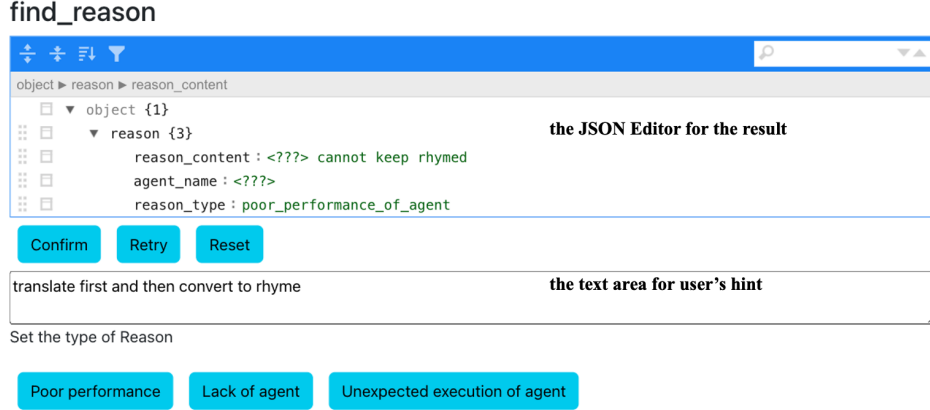 find_reason
object ▶ reason ▶ reason_content
▼ object {1}
▼ reason {3}
the JSON Editor for the result
reason_content : <???> cannot keep rhymed
agent_name : <???>
reason_type : poor_performance_of_agent
Confirm Retry Reset
translate first and then convert to rhyme
the text area for user’s hint
Set the type of Reason
Poor performance Lack of agent Unexpected execution of agent